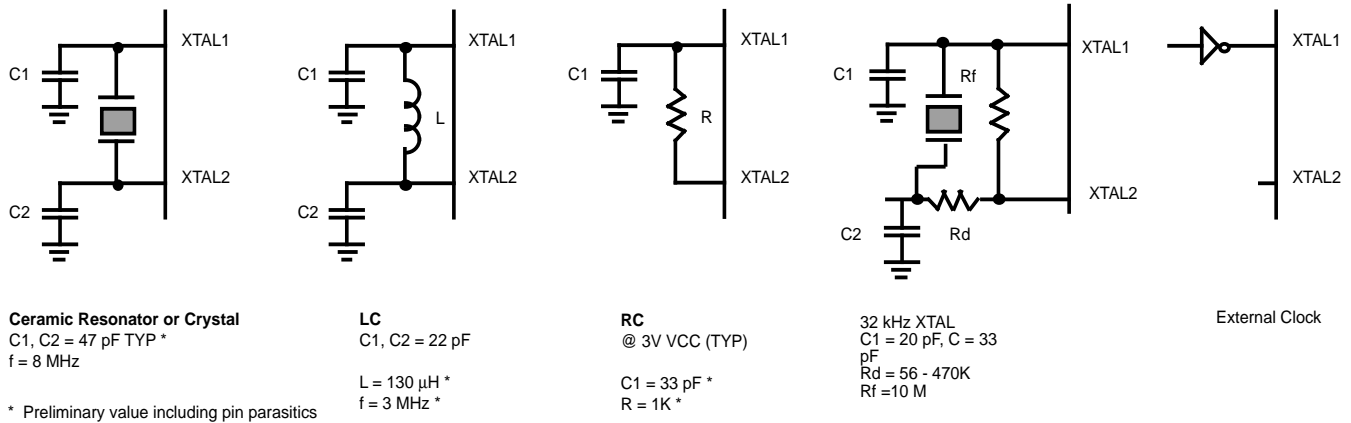 XTAL1
C1
XTAL2
C2
XTAL1
C1
L
XTAL2
C2
XTAL1
C1
R
XTAL2
XTAL1
C1
Rf
XTAL2
C2
Rd
XTAL1
XTAL2
Ceramic Resonator or Crystal
C1, C2 = 47 pF TYP *
f = 8 MHz
* Preliminary value including pin parasitics
LC
C1, C2 = 22 pF
L = 130 μH *
f = 3 MHz *
RC
@ 3V VCC (TYP)
C1 = 33 pF *
R = 1K *
32 kHz XTAL
C1 = 20 pF, C = 33
pF
Rd = 56 - 470K
Rf =10 M
External Clock